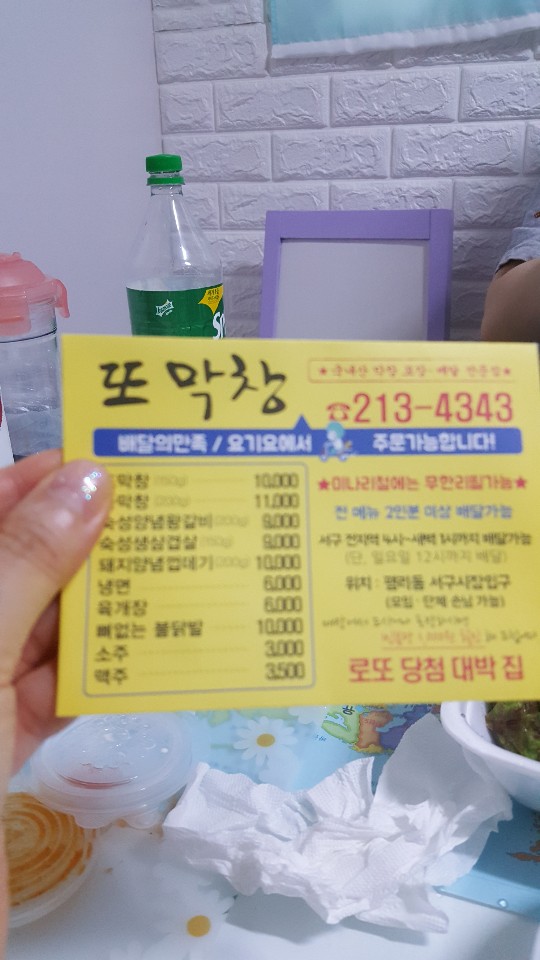 또 막창
★국내산 막창 포장·배달 전문점★
☎213-4343
배달의민족 / 요기요에서 주문가능합니다!
막창 (150g) 10,000
막창 (200g) 11,000
숙성양념왕갈비 (200g) 9,000
숙성생삼겹살 (150g) 9,000
돼지양념껍데기 (200g) 10,000
냉면 6,000
육개장 6,000
뼈없는 불닭발 10,000
소주 3,000
맥주 3,500
★미나리철에는 무한리필가능★
전 메뉴 2인분 이상 배달가능
서구 전지역 4시~새벽 1시까지 배달가능
(단, 일요일 12시까지 배달)
위치 : 평리동 서구시장입구
(모임·단체 손님 가능)
로또 당첨 대박 집